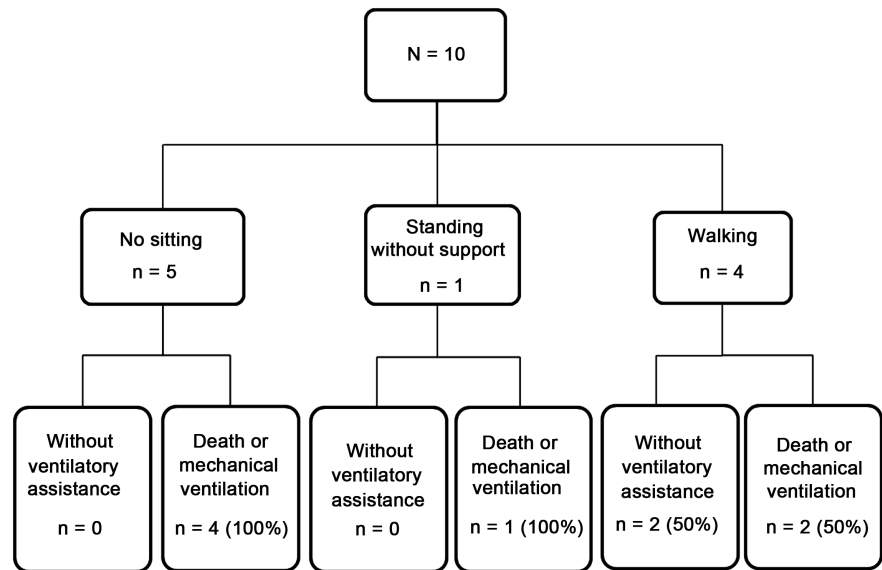 N = 10
No sitting
n = 5
Standing
without support
n = 1
Walking
n = 4
Without
ventilatory
assistance
n = 0
Death or
mechanical
ventilation
n = 4 (100%)
Without
ventilatory
assistance
n = 0
Death or
mechanical
ventilation
n = 1 (100%)
Without
ventilatory
assistance
n = 2 (50%)
Death or
mechanical
ventilation
n = 2 (50%)